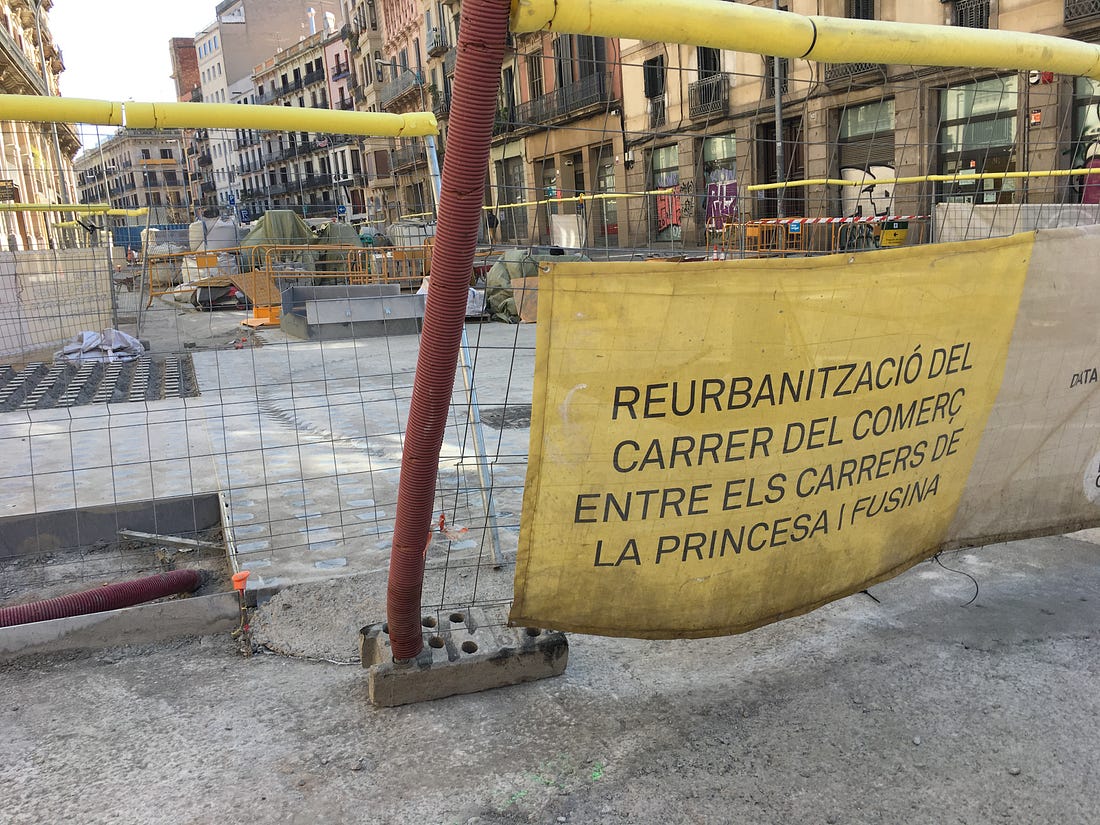 REURBANITZACIÓ DEL
CARRER DEL COMERÇ
ENTRE ELS CARRERS DE
LA PRINCESA I FUSINA
DATA